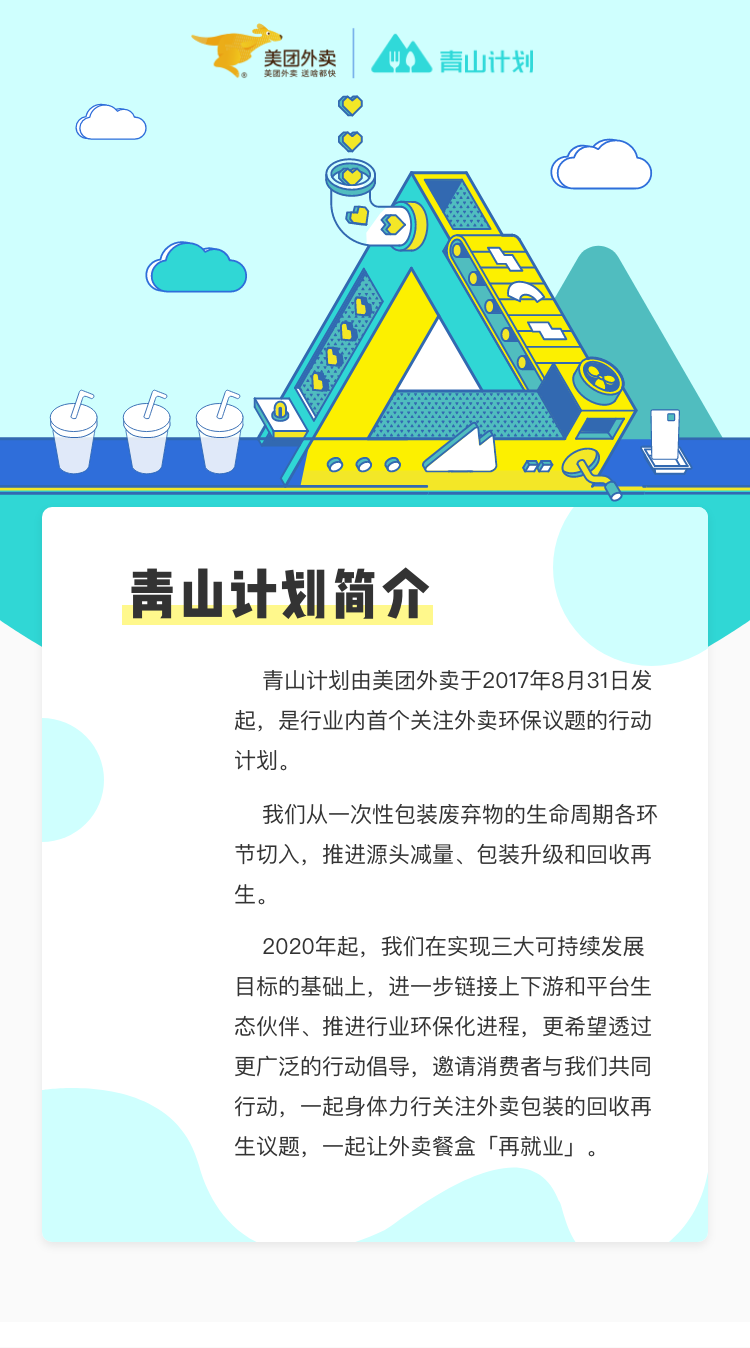 美团外卖
美团外卖 送啥都快
青山计划
青山计划简介
青山计划由美团外卖于2017年8月31日发
起，是行业内首个关注外卖环保议题的行动
计划。
我们从一次性包装废弃物的生命周期各环
节切入，推进源头减量、包装升级和回收再
生。
2020年起，我们在实现三大可持续发展
目标的基础上，进一步链接上下游和平台生
态伙伴、推进行业环保化进程，更希望透过
更广泛的行动倡导，邀请消费者与我们共同
行动，一起身体力行关注外卖包装的回收再
生议题，一起让外卖餐盒「再就业」。